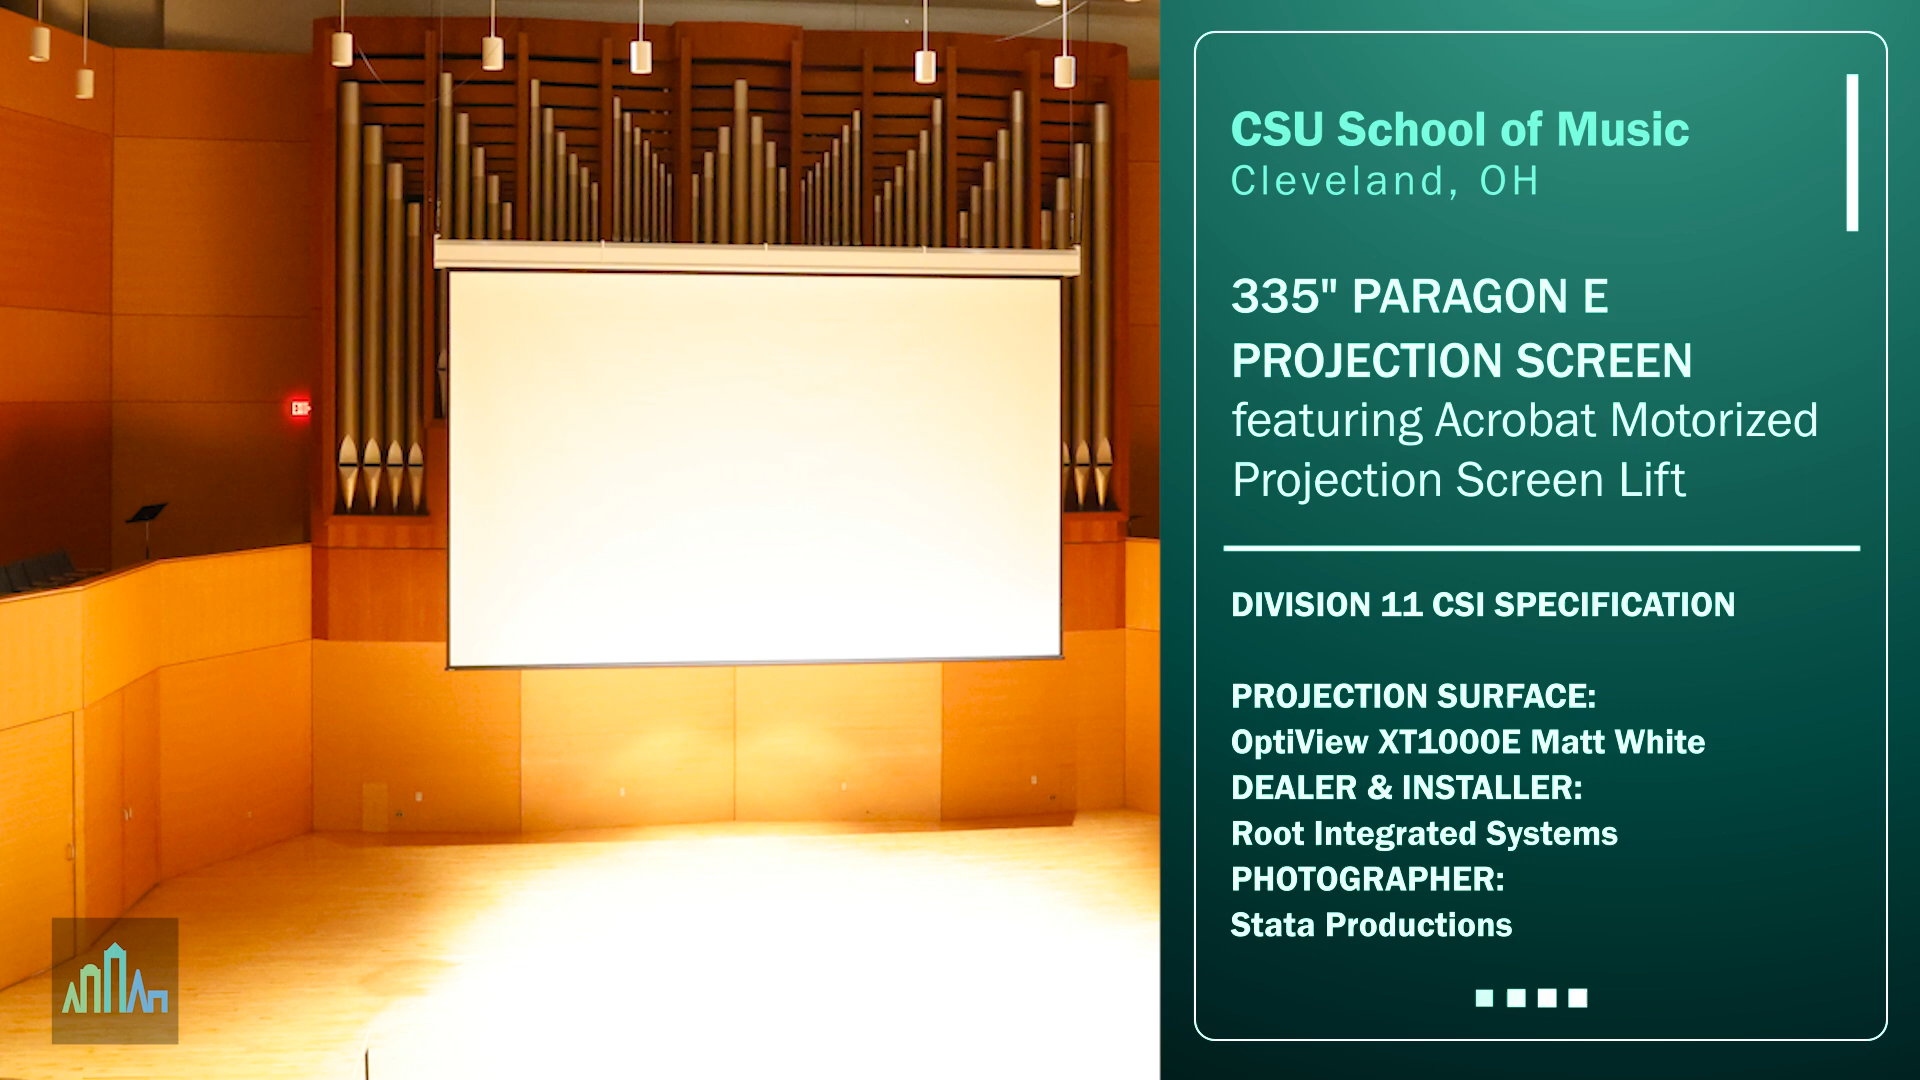 EXIT
CSU School of Music
Cleveland, OH
335" PARAGON E
PROJECTION SCREEN
featuring Acrobat Motorized
Projection Screen Lift
DIVISION 11 CSI SPECIFICATION
PROJECTION SURFACE:
OptiView XT1000E Matt White
DEALER & INSTALLER:
Root Integrated Systems
PHOTOGRAPHER:
Stata Productions